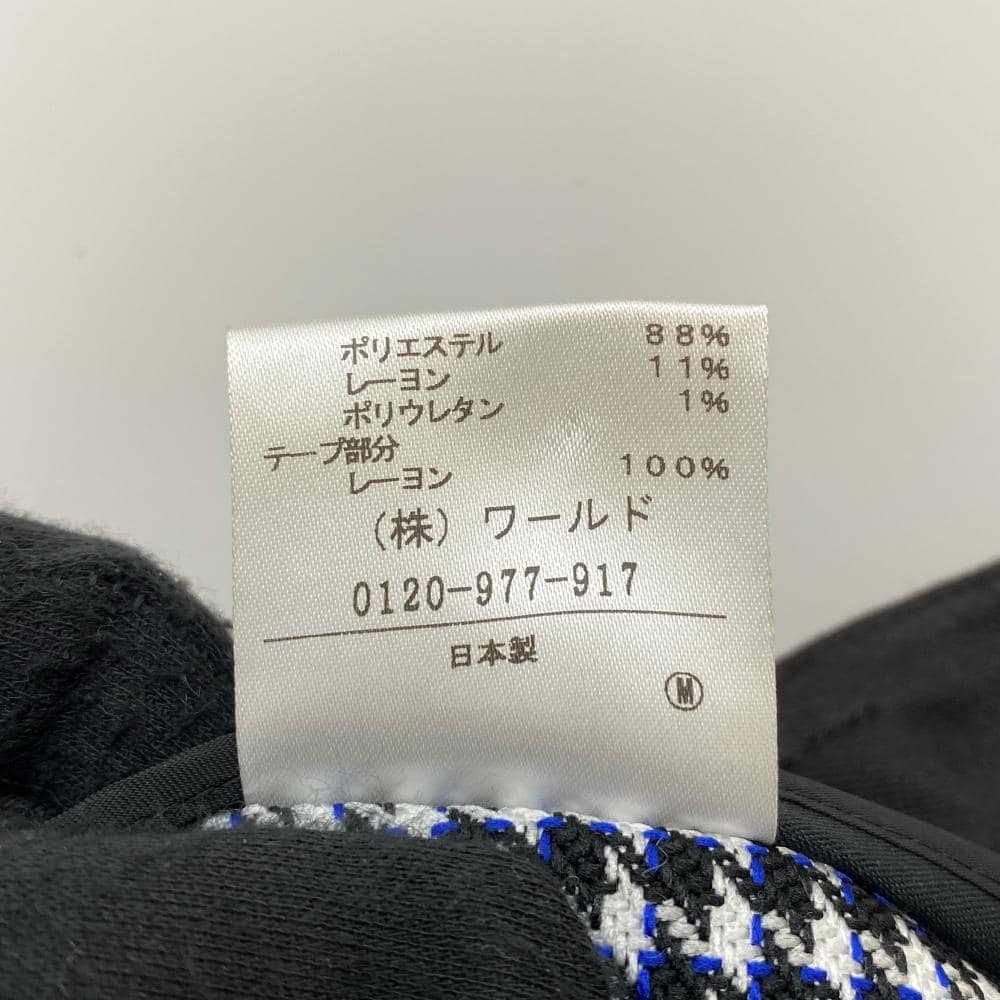 ポリエステル 88%
レーヨン 11%
ポリウレタン 1%
テープ部分
レーヨン 100%
(株) ワールド
0120-977-917
日本製
Ⓜ